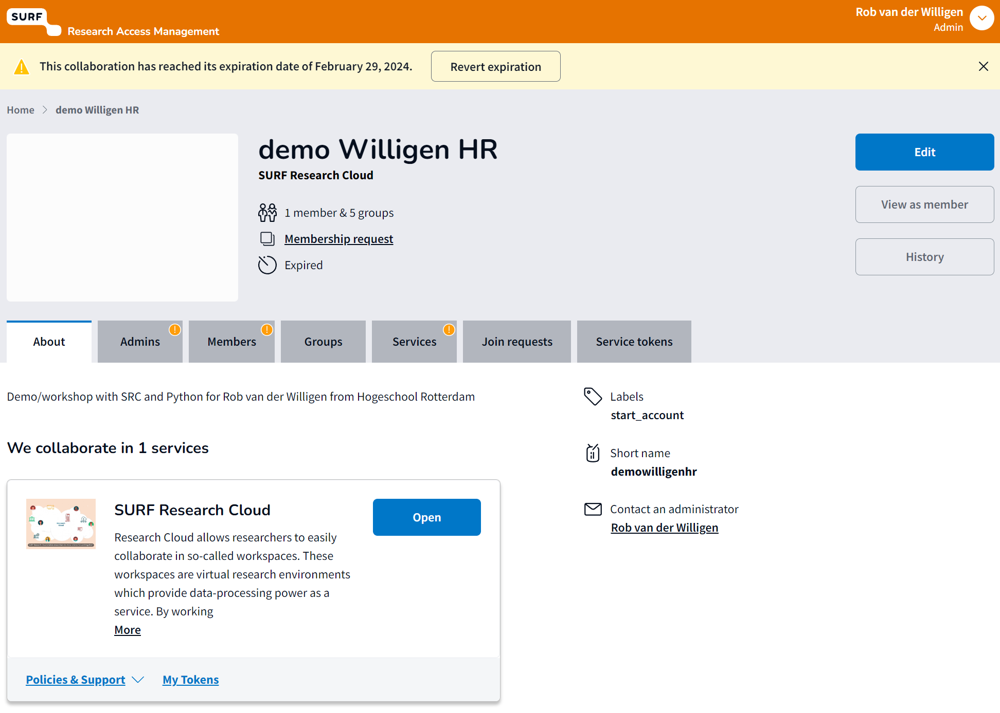 SURF
Research Access Management
Rob van der Willigen
Admin
This collaboration has reached its expiration date of February 29, 2024.
Revert expiration
Home
demo Willigen HR
demo Willigen HR
SURF Research Cloud
1 member & 5 groups
Membership request
Expired
Edit
View as member
History
About
Admins
Members
Groups
Services
Join requests
Service tokens
Demo/workshop with SRC and Python for Rob van der Willigen from Hogeschool Rotterdam
We collaborate in 1 services
SURF Research Cloud
Research Cloud allows researchers to easily
collaborate in so-called workspaces. These
workspaces are virtual research environments
which provide data-processing power as a
service. By working
More
Open
Policies & Support
My Tokens
Labels
start_account
Short name
demowilligenhr
Contact an administrator
Rob van der Willigen